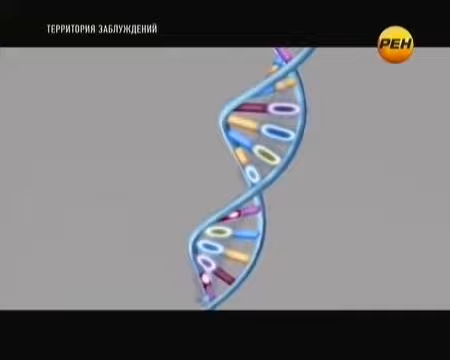 ТЕРРИТОРИЯ ЗАБЛУЖДЕНИЙ
РЕН